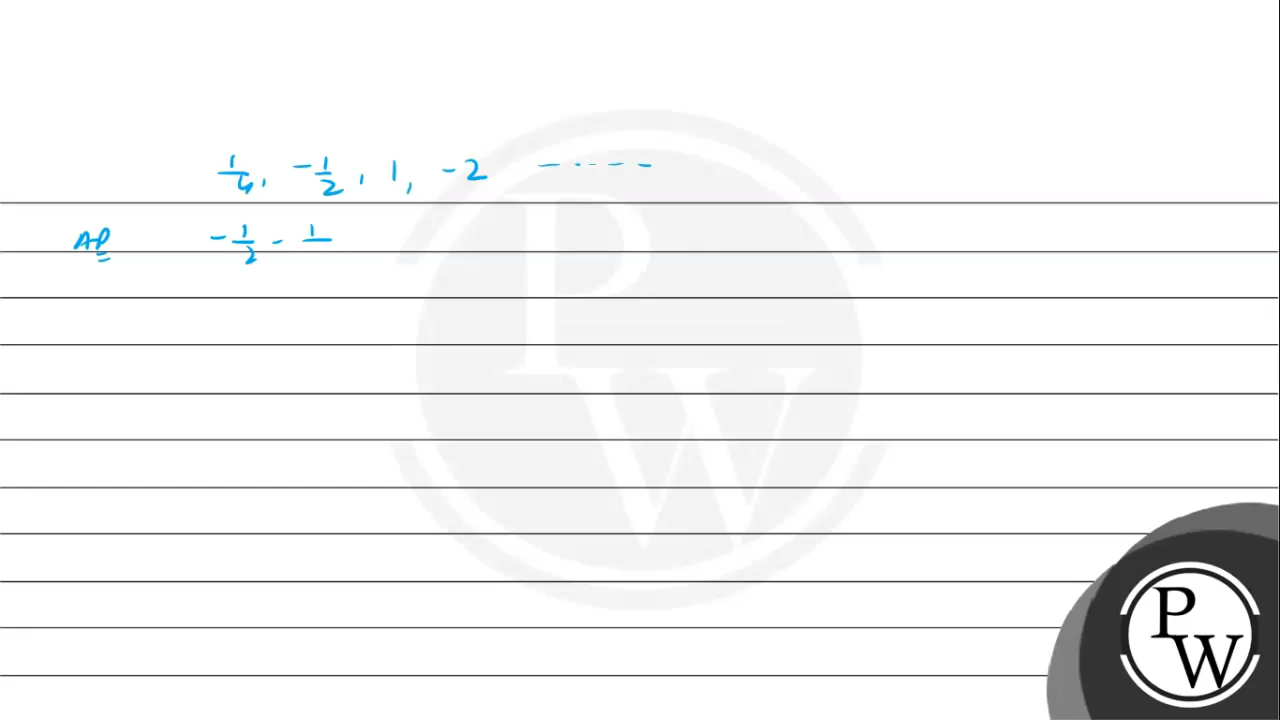 1/4, -1/2, 1, -2 -----
AP -1/2 - 1/
P
W
P
W